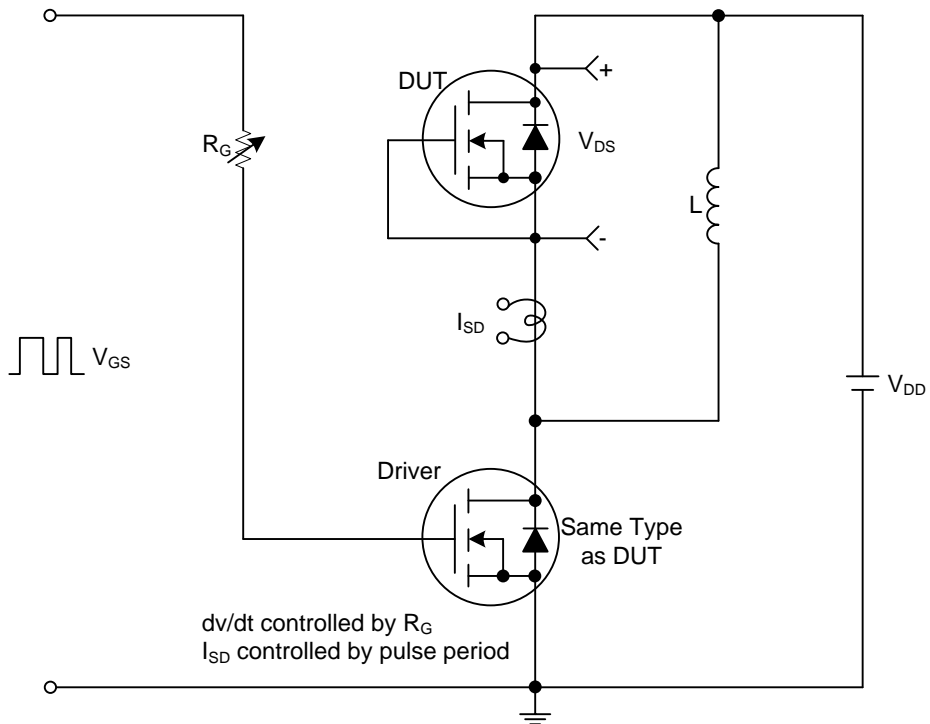 DUT
+
R_G
V_DS
L
-
I_SD
V_GS
V_DD
Driver
Same Type
as DUT
dv/dt controlled by R_G
I_SD controlled by pulse period